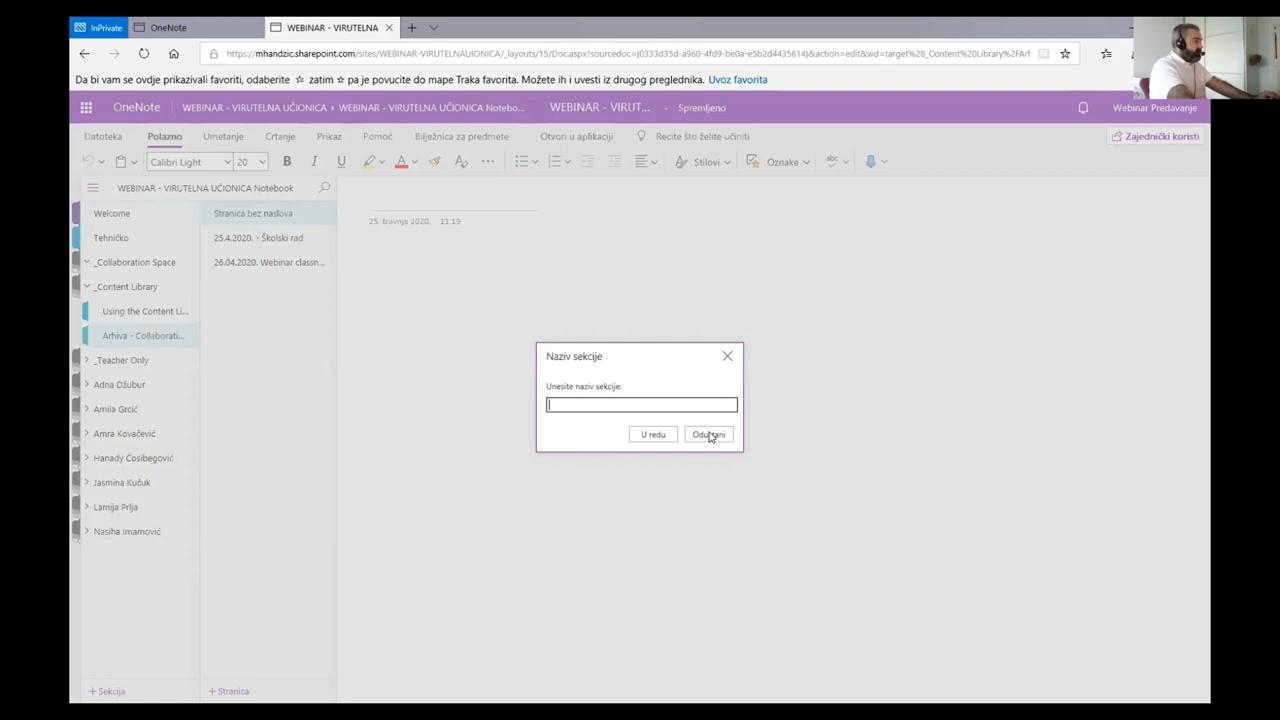 InPrivate
OneNote
WEBINAR - VIRUTELNA
https://mhandzic.sharepoint.com/sites/WEBINAR-VIRUTELNAUIONICA/_layouts/15/Doc.aspx?sourcedoc={0333d35d-a960-4fd9-be0a-e5b2d4435614}&action=edit&wd=target%28_Content%20Library%2FArh
Da bi vam se ovdje prikazivali favoriti, odaberite ☆ zatim ☆ pa je povucite do mape Traka favorita. Možete ih i uvesti iz drugog preglednika. Uvoz favorita
OneNote WEBINAR - VIRUTELNA UČIONICA › WEBINAR - VIRUTELNA UČIONICA Notebo... WEBINAR - VIRUT... - Spremljeno Webinar Predavanje
Datoteka Polazno Umetanje Crtanje Prikaz Pomoć Bilježnica za predmete Otvori u aplikaciji Recite što želite učiniti Zajednički koristi
Calibri Light 20 B I U A Stilovi Oznake
WEBINAR - VIRUTELNA UČIONICA Notebook
Welcome
Tehničko
_Collaboration Space
_Content Library
Using the Content Li...
Arhiva - Collaborati...
_Teacher Only
Adna Džubur
Amila Grcić
Amra Kovačević
Hanady Ćosibegović
Jasmina Kučuk
Lamija Prlja
Nasiha Imamović
+ Sekcija
Stranica bez naslova
25.4.2020. - Školski rad
26.04.2020. Webinar classn...
+ Stranica
25. travnja 2020. 11:19
Naziv sekcije
Unesite naziv sekcije:
U redu
Odustani